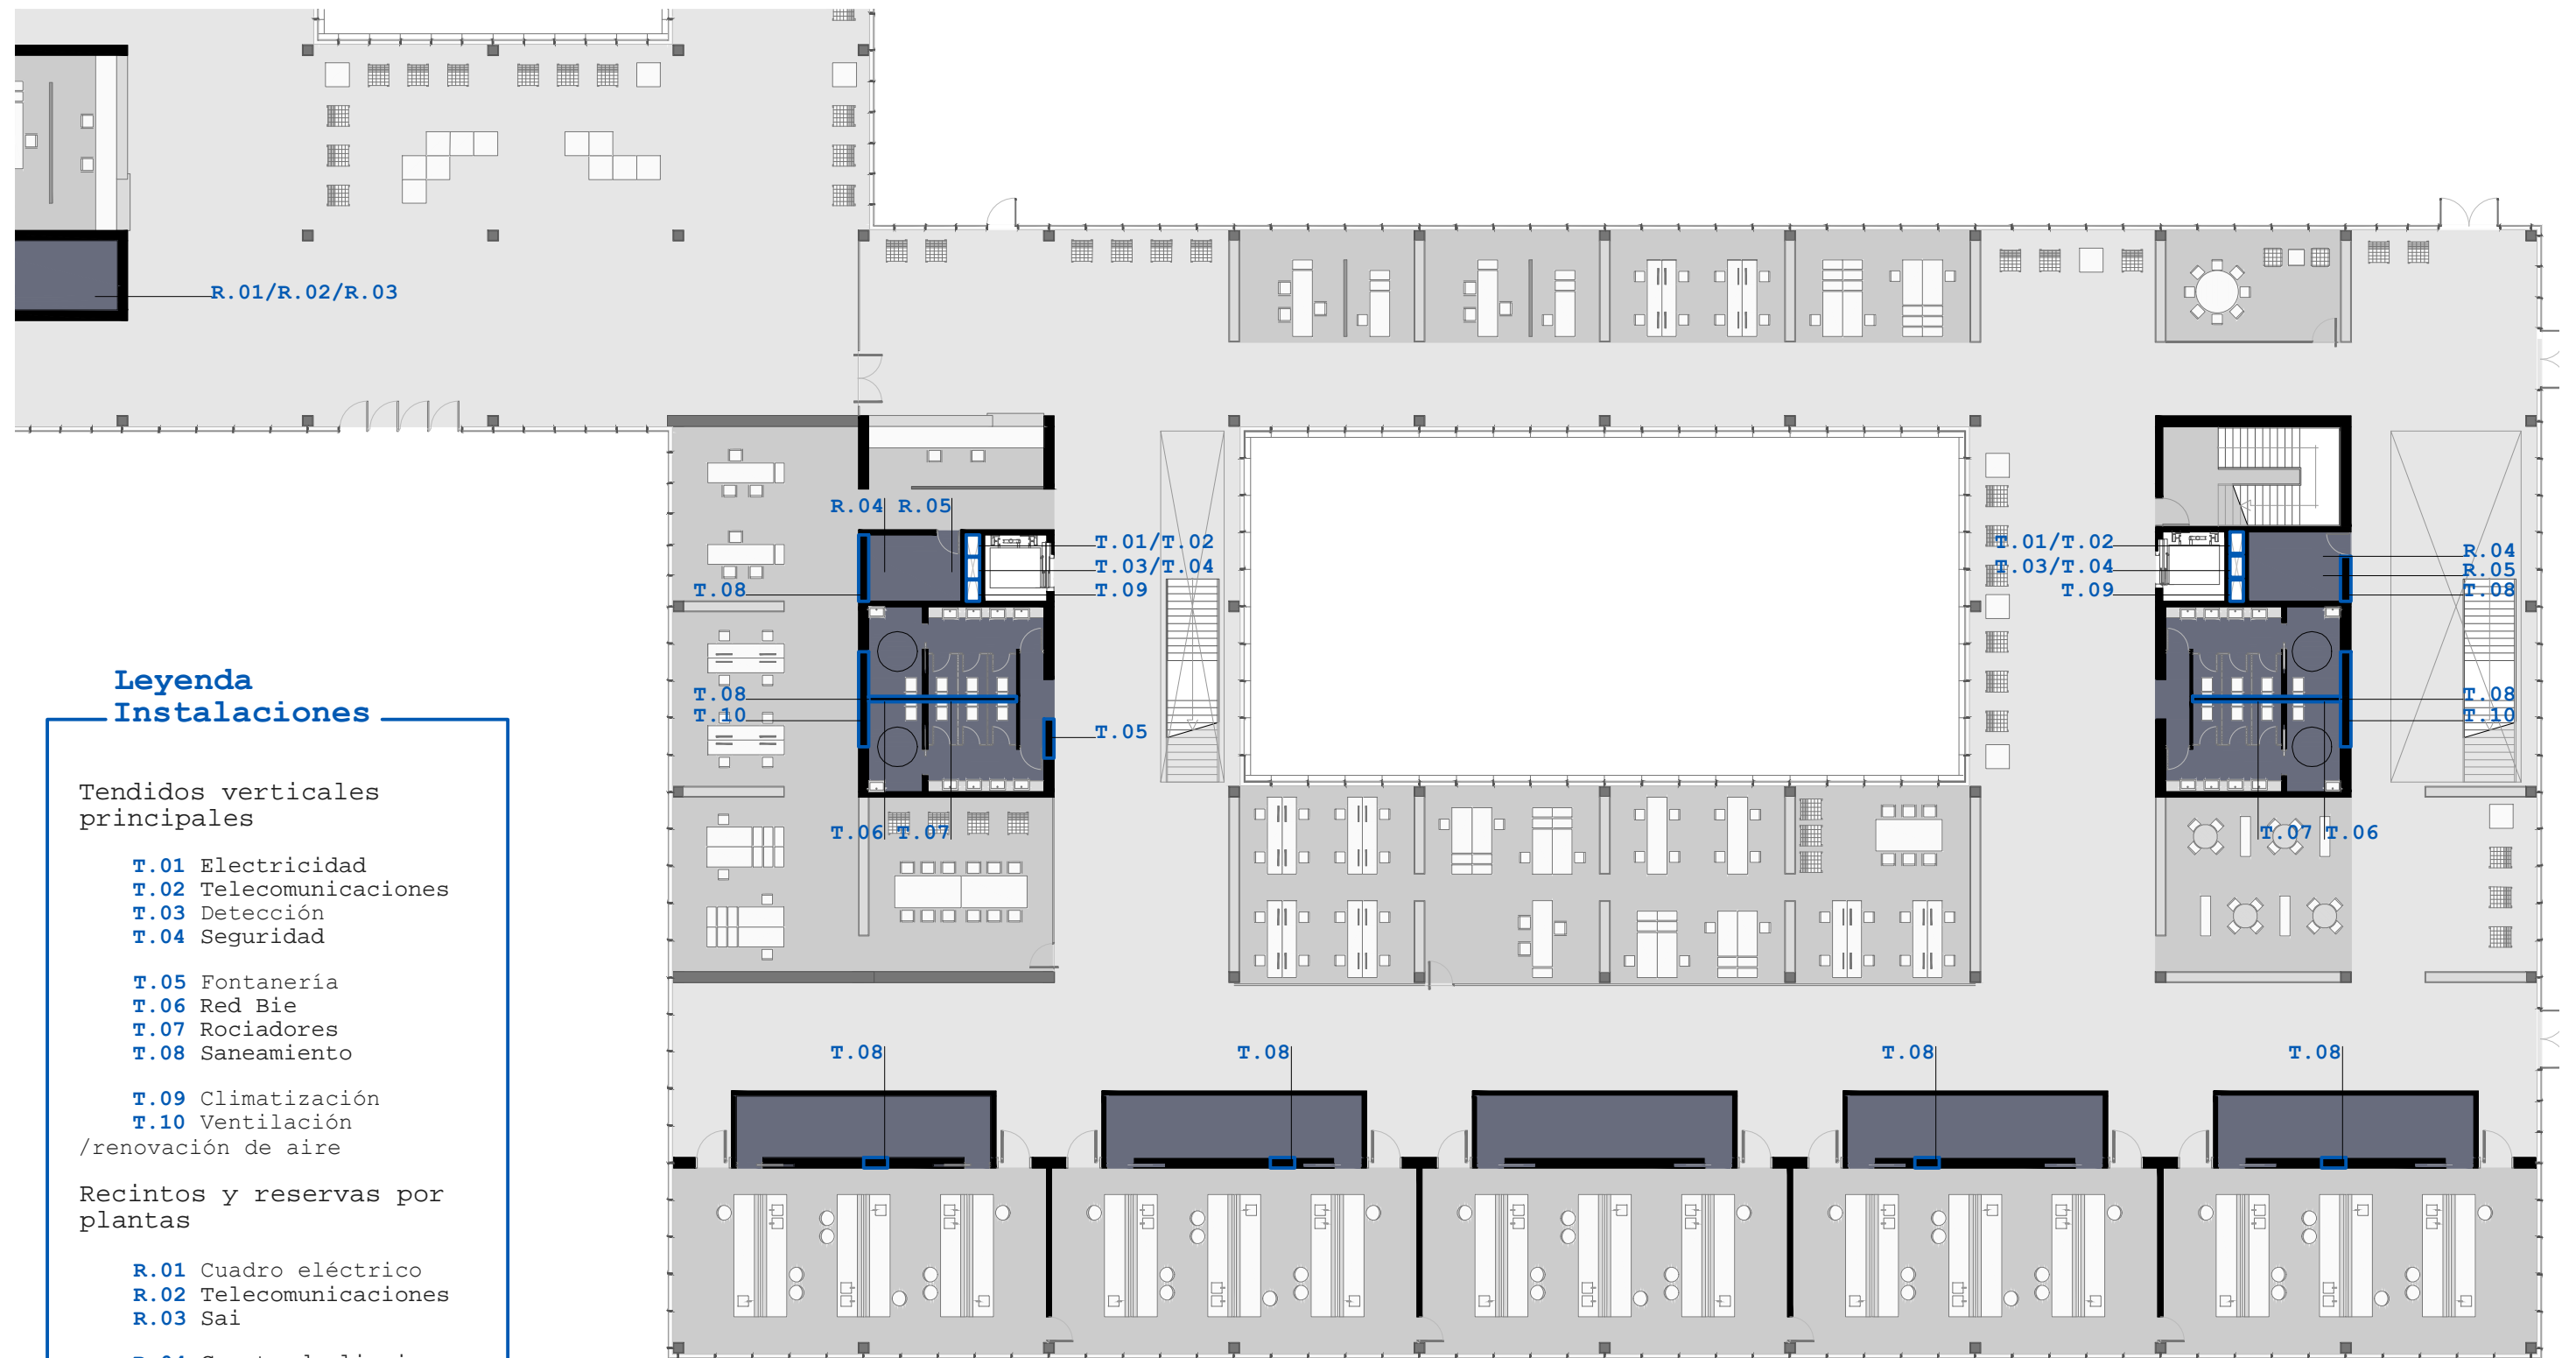 R.01/R.02/R.03
R.04 R.05
T.01/T.02
T.03/T.04
T.09
T.08
T.08
T.10
T.05
T.06 T.07
T.01/T.02
T.03/T.04
T.09
R.04
R.05
T.08
T.08
T.10
T.07 T.06
T.08
T.08
T.08
T.08
Leyenda
Instalaciones
Tendidos verticales
principales
T.01 Electricidad
T.02 Telecomunicaciones
T.03 Detección
T.04 Seguridad
T.05 Fontanería
T.06 Red Bie
T.07 Rociadores
T.08 Saneamiento
T.09 Climatización
T.10 Ventilación
/renovación de aire
Recintos y reservas por
plantas
R.01 Cuadro eléctrico
R.02 Telecomunicaciones
R.03 Sai